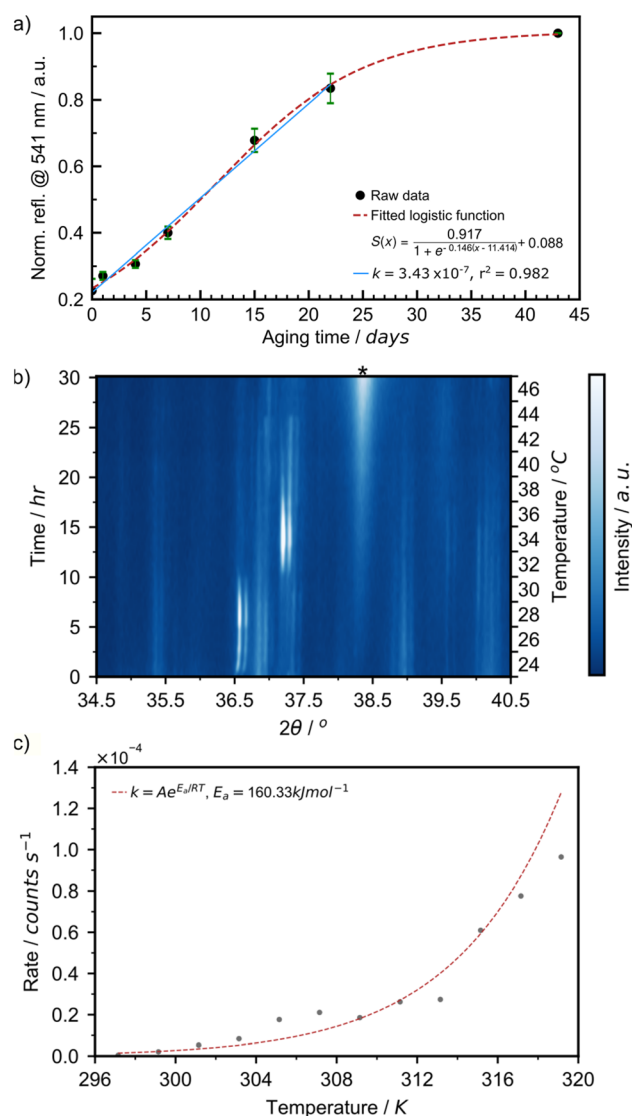 a)
1.0
0.8
0.6
0.4
0.2
Norm. refl. @ 541 nm / a.u.
Raw data
Fitted logistic function
S(x) = 0.917 / 1 + e^-0.146(x - 11.414) + 0.088
k = 3.43 x10^-7, r^2 = 0.982
0 5 10 15 20 25 30 35 40 45
Aging time / days
b)
*
30
25
20
15
10
5
0
Time / hr
46
44
42
40
38
36
34
32
30
28
26
24
Temperature / °C
Intensity / a. u.
34.5 35.5 36.5 37.5 38.5 39.5 40.5
2θ / °
c)
×10^-4
1.4
1.2
1.0
0.8
0.6
0.4
0.2
0.0
Rate / counts s^-1
k = Ae^Ea/RT, Ea = 160.33kJmol^-1
296 300 304 308 312 316 320
Temperature / K